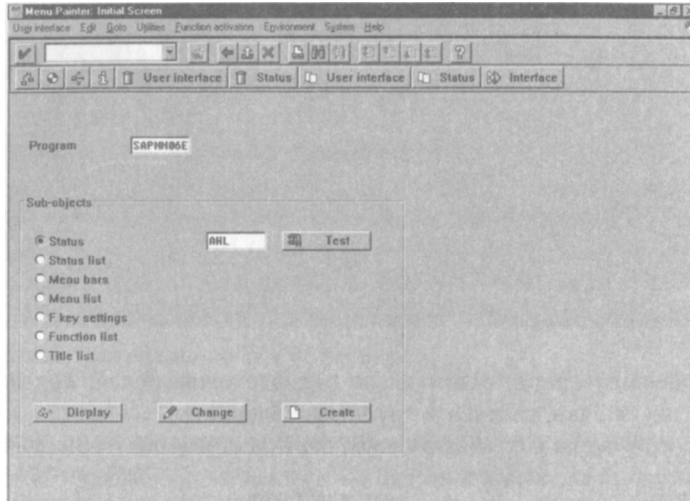 Menu Painter: Initial Screen
User interface Edit Goto Utilities Function activation Environment System Help
User interface Status User interface Status Interface
Program SAPMM06E
Sub-objects
Status AHL Test
Status list
Menu bars
Menu list
F key settings
Function list
Title list
Display Change Create